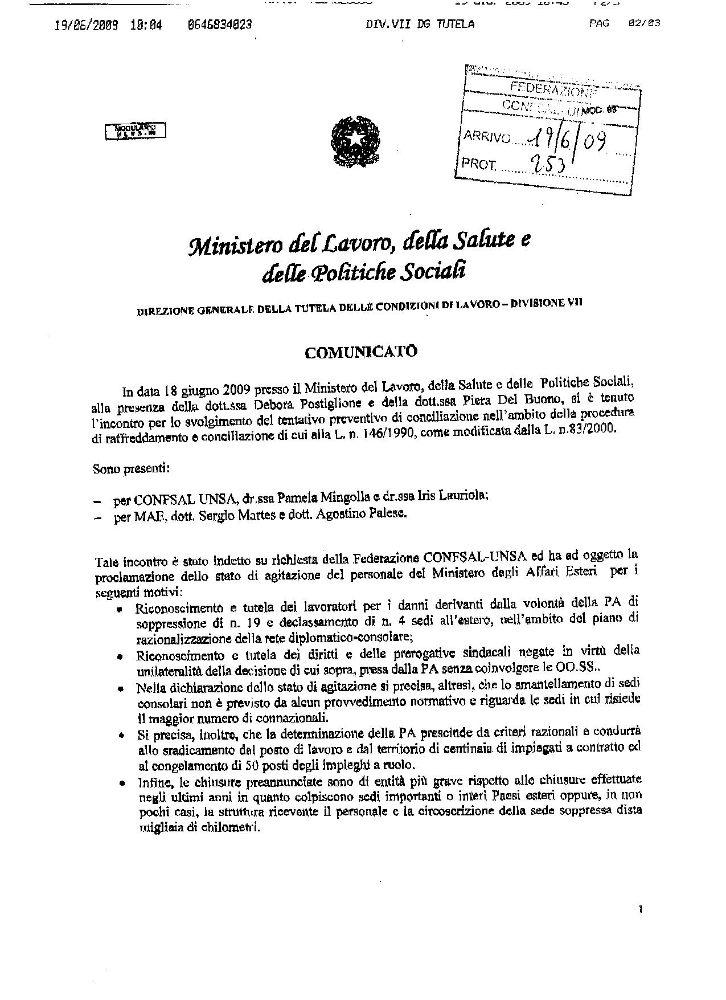 19/06/2009 10:04 0646834023 DIV.VII DG TUTELA PAG 02/03
FEDERAZIONE
MOD. 85
MODULARIO
ARRIVO 19/6/09
PROT. 253
Ministero del Lavoro, della Salute e
delle Politiche Sociali
DIREZIONE GENERALE DELLA TUTELA DELLE CONDIZIONI DI LAVORO – DIVISIONE VII
COMUNICATO
In data 18 giugno 2009 presso il Ministero del Lavoro, della Salute e delle Politiche Sociali,
alla presenza della dott.ssa Debora Postiglione e della dott.ssa Piera Del Buono, si è tenuto
l'incontro per lo svolgimento del tentativo preventivo di conciliazione nell'ambito della procedura
di raffreddamento e conciliazione di cui alla L. n. 146/1990, come modificata dalla L. n.83/2000.
Sono presenti:
– per CONFSAL UNSA, dr.ssa Pamela Mingolla e dr.ssa Iris Lauriola;
– per MAE, dott. Sergio Martes e dott. Agostino Palese.
Tale incontro è stato indetto su richiesta della Federazione CONFSAL-UNSA ed ha ad oggetto la
proclamazione dello stato di agitazione del personale del Ministero degli Affari Esteri per i
seguenti motivi:
• Riconoscimento e tutela dei lavoratori per i danni derivanti dalla volontà della PA di
soppressione di n. 19 e declassamento di n. 4 sedi all'estero, nell'ambito del piano di
razionalizzazione della rete diplomatico-consolare;
• Riconoscimento e tutela dei diritti e delle prerogative sindacali negate in virtù della
unilateralità della decisione di cui sopra, presa dalla PA senza coinvolgere le OO.SS..
• Nella dichiarazione dello stato di agitazione si precisa, altresì, che lo smantellamento di sedi
consolari non è previsto da alcun provvedimento normativo e riguarda le sedi in cui risiede
il maggior numero di connazionali.
• Si precisa, inoltre, che la determinazione della PA prescinde da criteri razionali e condurrà
allo sradicamento dal posto di lavoro e dal territorio di centinaia di impiegati a contratto ed
al congelamento di 50 posti degli impieghi a ruolo.
• Infine, le chiusure preannunciate sono di entità più grave rispetto alle chiusure effettuate
negli ultimi anni in quanto colpiscono sedi importanti o interi Paesi esteri oppure, in non
pochi casi, la struttura ricevente il personale e la circoscrizione della sede soppressa dista
migliaia di chilometri.
1